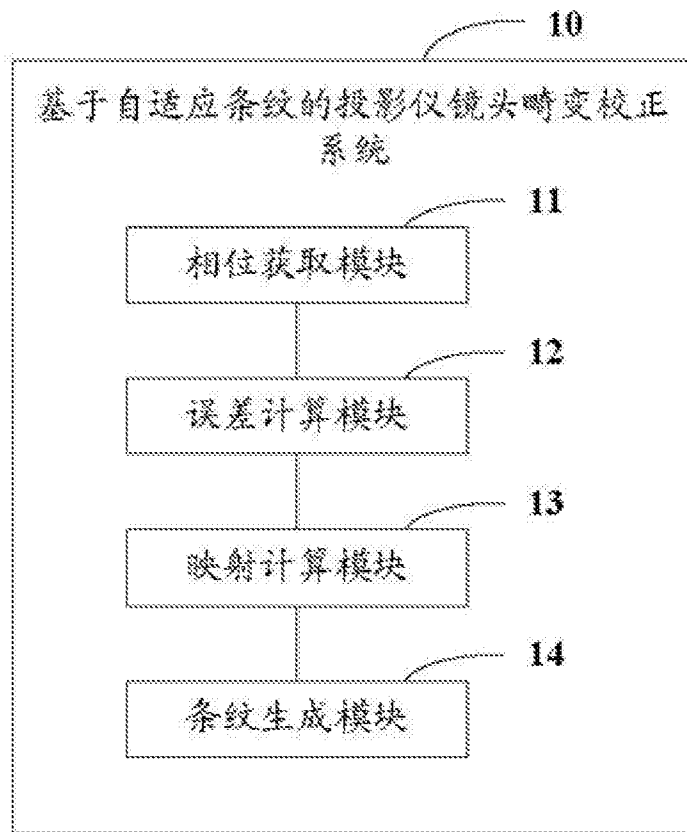 10
基于自适应条纹的投影仪镜头畸变校正
系统
11
相位获取模块
12
误差计算模块
13
映射计算模块
14
条纹生成模块